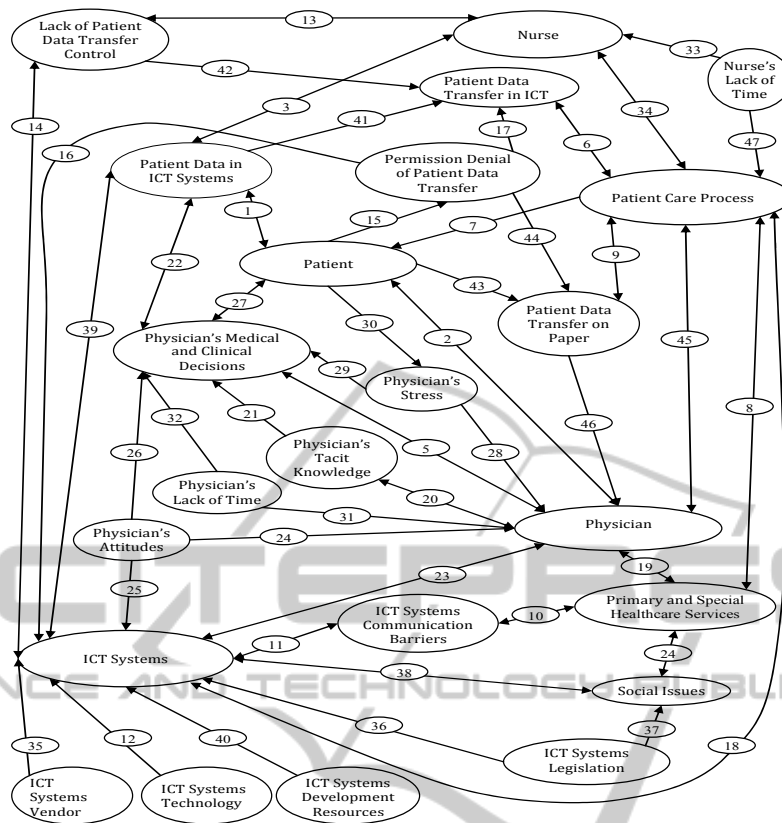 13
Lack of Patient
Data Transfer
Control
Nurse
33
42
Patient Data
Transfer in ICT
Nurse's
Lack of
Time
3
34
14
41
17
16
6
47
Patient Data in
ICT Systems
Permission Denial
of Patient Data
Transfer
Patient Care Process
1
15
7
44
9
22
Patient
43
27
39
30
2
Patient Data
Transfer on
Paper
45
Physician's Medical
and Clinical
Decisions
29
Physician's
Stress
8
32
21
46
26
Physician's
Tacit
Knowledge
5
28
Physician's
Lack of Time
20
31
Physician's
Attitudes
24
Physician
25
23
19
ICT Systems
Communication
Barriers
10
Primary and Special
Healthcare Services
11
ICT Systems
24
38
Social Issues
SCITEPRESS
SCIENCE AND TECHNOLOGY PUBLICATIONS
36
37
35
12
40
18
ICT Systems
Legislation
ICT
Systems
Vendor
ICT Systems
Technology
ICT Systems
Development
Resources